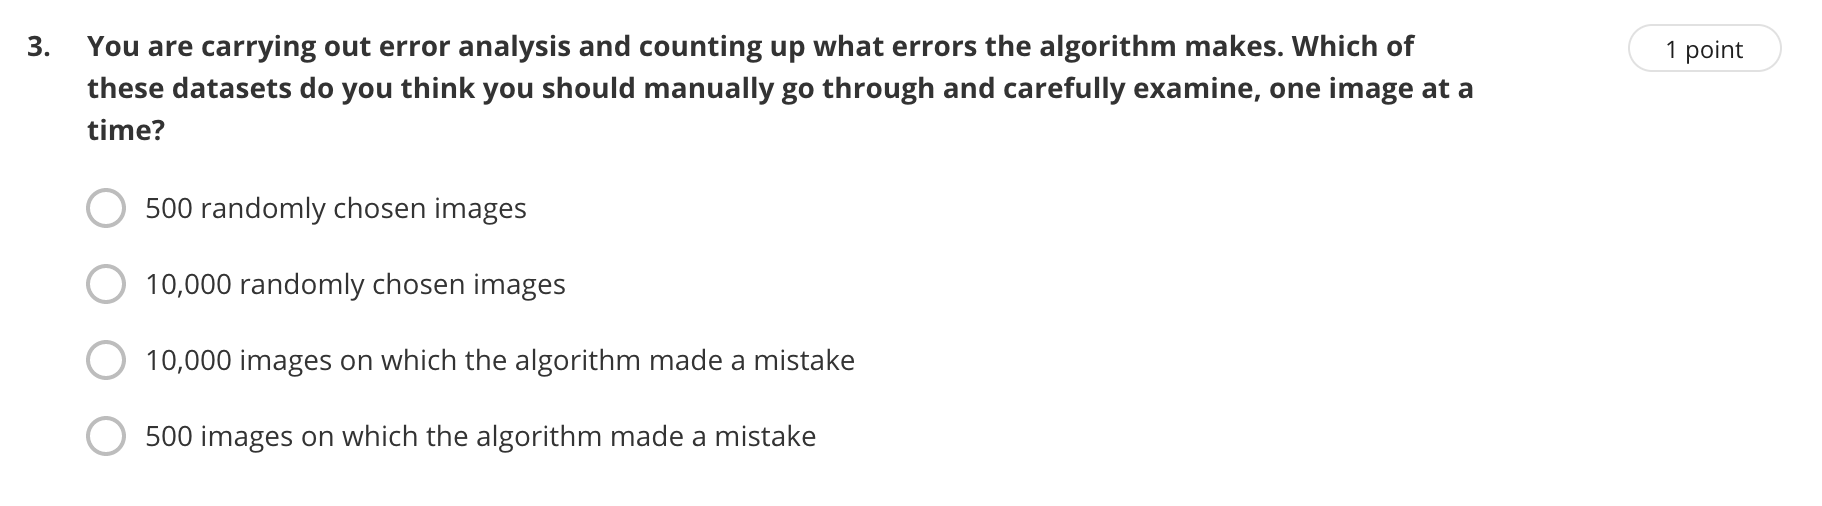 3. You are carrying out error analysis and counting up what errors the algorithm makes. Which of 1 point
these datasets do you think you should manually go through and carefully examine, one image at a
time?
500 randomly chosen images
10,000 randomly chosen images
10,000 images on which the algorithm made a mistake
500 images on which the algorithm made a mistake